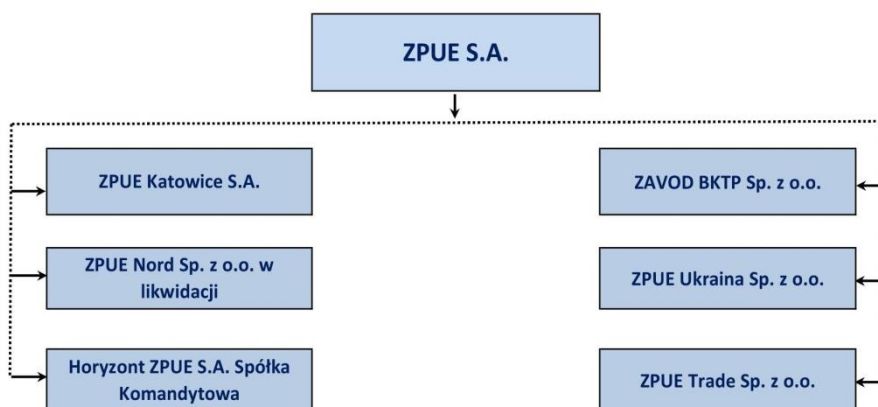 ZPUE S.A.
ZPUE Katowice S.A.
ZAVOD BKTP Sp. z o.o.
ZPUE Nord Sp. z o.o. w
likwidacji
ZPUE Ukraina Sp. z o.o.
Horyzont ZPUE S.A. Spółka
Komandytowa
ZPUE Trade Sp. z o.o.